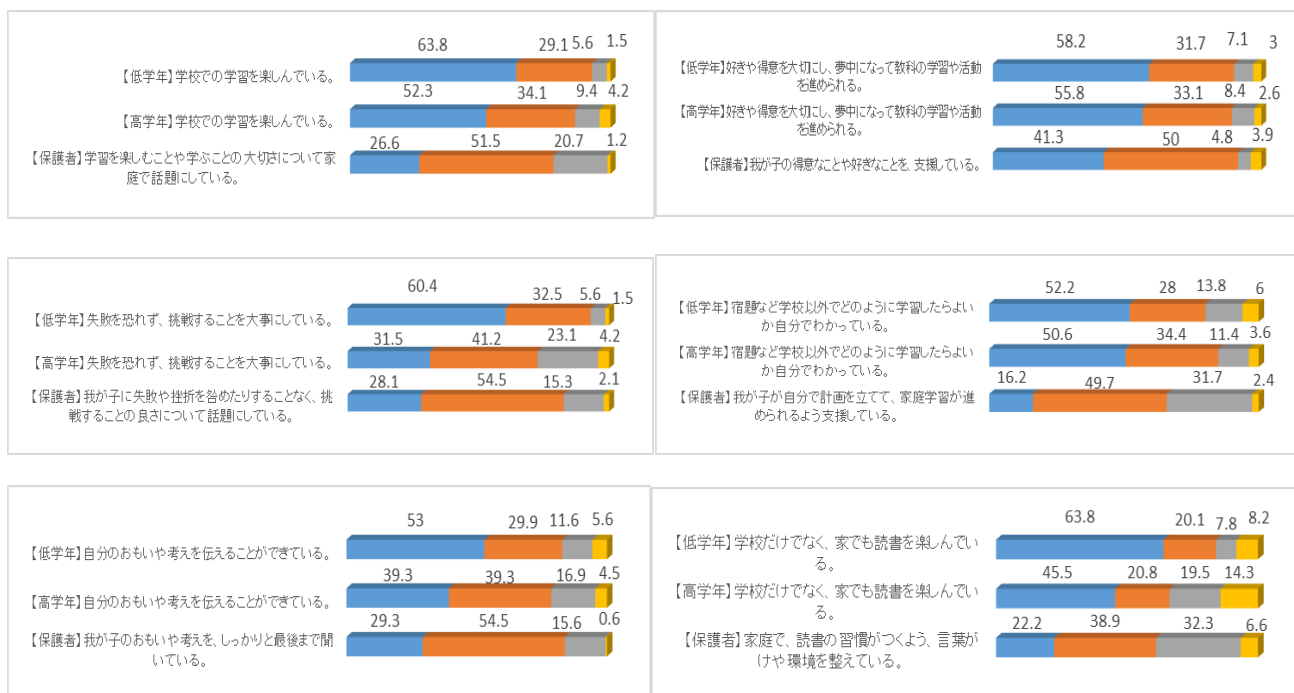 63.8 29.1 5.6 1.5
【低学年】学校での学習を楽しんでいる。
52.3 34.1 9.4 4.2
【高学年】学校での学習を楽しんでいる。
26.6 51.5 20.7 1.2
【保護者】学習を楽しむことや学ぶことの大切さについて家
庭で話題にしている。
58.2 31.7 7.1 3
【低学年】好きや得意を大切にし、夢中になって教科の学習や活動
を進められる。
55.8 33.1 8.4 2.6
【高学年】好きや得意を大切にし、夢中になって教科の学習や活動
を進められる。
41.3 50 4.8 3.9
【保護者】我が子の得意なことや好きなことを、支援している。
60.4 32.5 5.6 1.5
【低学年】失敗を恐れず、挑戦することを大事にしている。
31.5 41.2 23.1 4.2
【高学年】失敗を恐れず、挑戦することを大事にしている。
28.1 54.5 15.3 2.1
【保護者】我が子に失敗や挫折を咎めたりすることなく、挑
戦することの良さについて話題にしている。
52.2 28 13.8 6
【低学年】宿題など学校以外でどのように学習したらよい
か自分でわかっている。
50.6 34.4 11.4 3.6
【高学年】宿題など学校以外でどのように学習したらよい
か自分でわかっている。
16.2 49.7 31.7 2.4
【保護者】我が子が自分で計画を立てて、家庭学習が進
められるよう支援している。
53 29.9 11.6 5.6
【低学年】自分のおもいや考えを伝えることができている。
39.3 39.3 16.9 4.5
【高学年】自分のおもいや考えを伝えることができている。
29.3 54.5 15.6 0.6
【保護者】我が子のおもいや考えを、しっかりと最後まで聞
いている。
63.8 20.1 7.8 8.2
【低学年】学校だけでなく、家でも読書を楽しんでい
る。
45.5 20.8 19.5 14.3
【高学年】学校だけでなく、家でも読書を楽しんでい
る。
22.2 38.9 32.3 6.6
【保護者】家庭で、読書の習慣がつくよう、言葉が
けや環境を整えている。